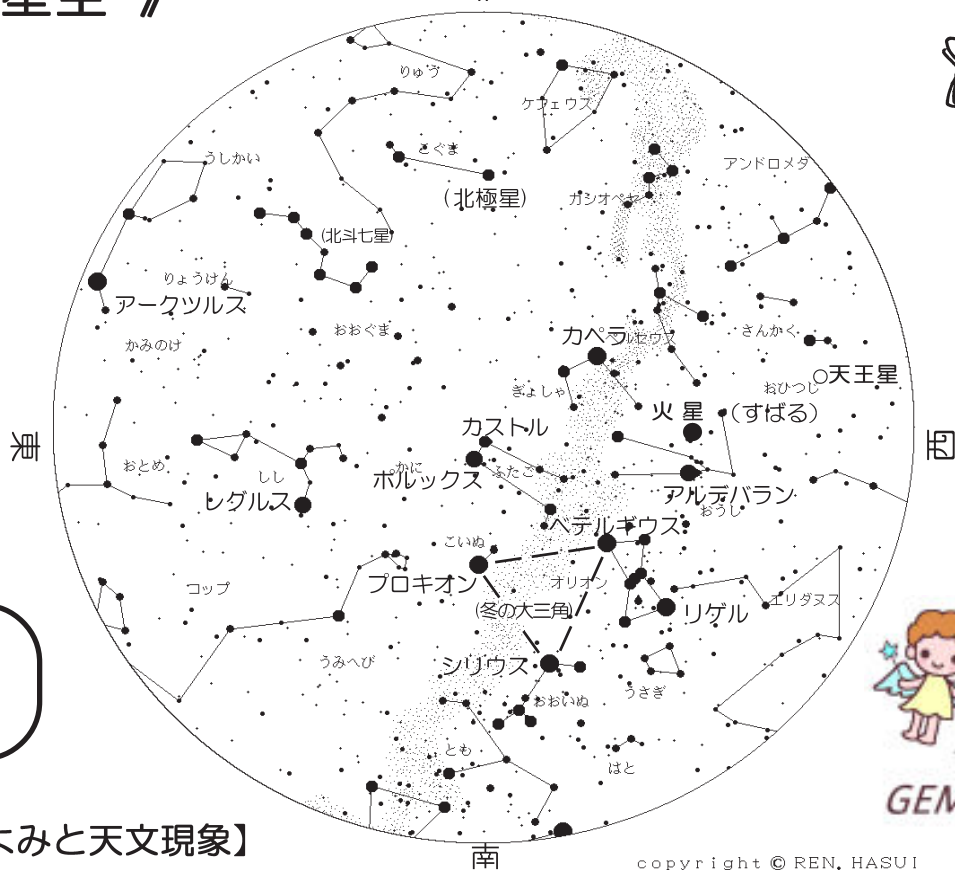 星空 》
りゅう
ケフェウス
うしかい
こぐま
アンドロメダ
(北極星)
カシオペヤ
(北斗七星)
りょうけん
アークツルス
おおぐま
カペラ
ペルセウス
さんかく
かみのけ
○天王星
おひつじ
ぎょしゃ
火星
(すばる)
カストル
東
西
おとめ
しし
かに
ポルックス
ふたご
アルデバラン
レグルス
おうし
ベテルギウス
こいぬ
プロキオン
オリオン
コップ
エリダヌス
(冬の大三角)
リゲル
うみへび
シリウス
うさぎ
おおいぬ
とも
はと
GEM
よみと天文現象】
南
copyright © REN. HASUI